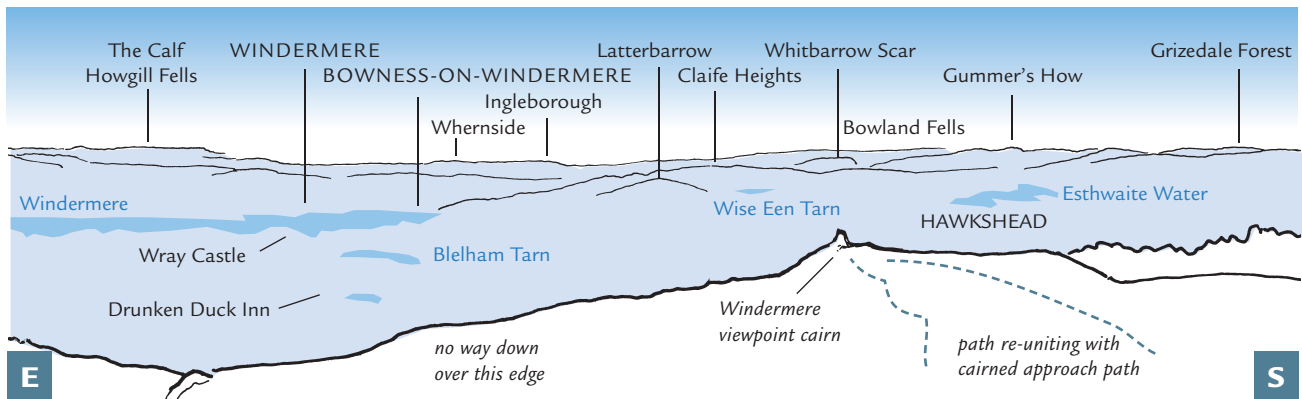 The Calf
Howgill Fells
WINDERMERE
BOWNESS-ON-WINDERMERE
Whernside
Ingleborough
Latterbarrow
Claife Heights
Whitbarrow Scar
Bowland Fells
Gummer’s How
Grizedale Forest
Windermere
Wray Castle
Blelham Tarn
Drunken Duck Inn
Wise Een Tarn
Esthwaite Water
HAWKSHEAD
Windermere
viewpoint cairn
no way down
over this edge
path re-uniting with
cairned approach path
E
S